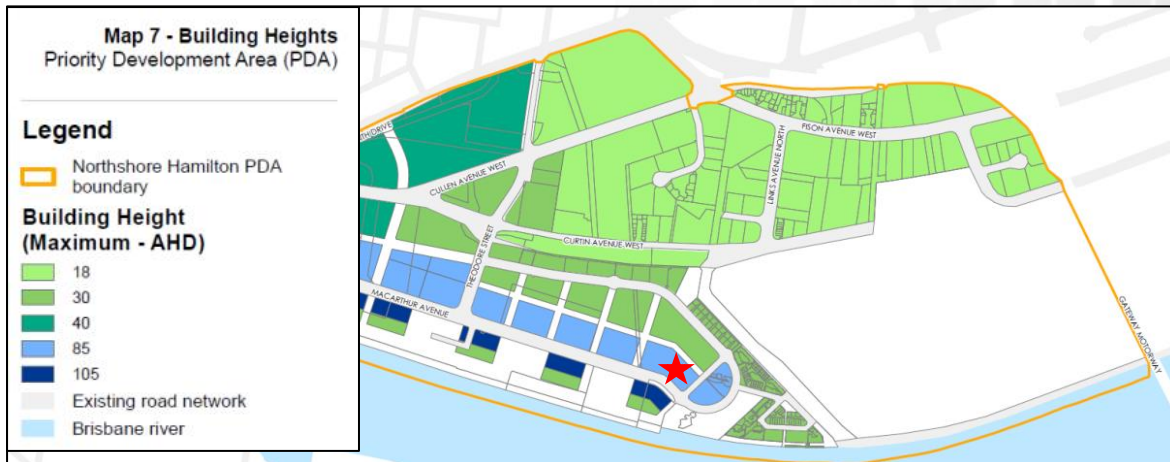 Map 7 - Building Heights
Priority Development Area (PDA)
Legend
Northshore Hamilton PDA
boundary
Building Height
(Maximum - AHD)
18
30
40
85
105
Existing road network
Brisbane river
CULLEN AVENUE WEST
THEODORE STREET
MACARTHUR AVENUE
CURTIN AVENUE WEST
LINKS AVENUE NORTH
FISON AVENUE WEST
GATEWAY MOTORWAY